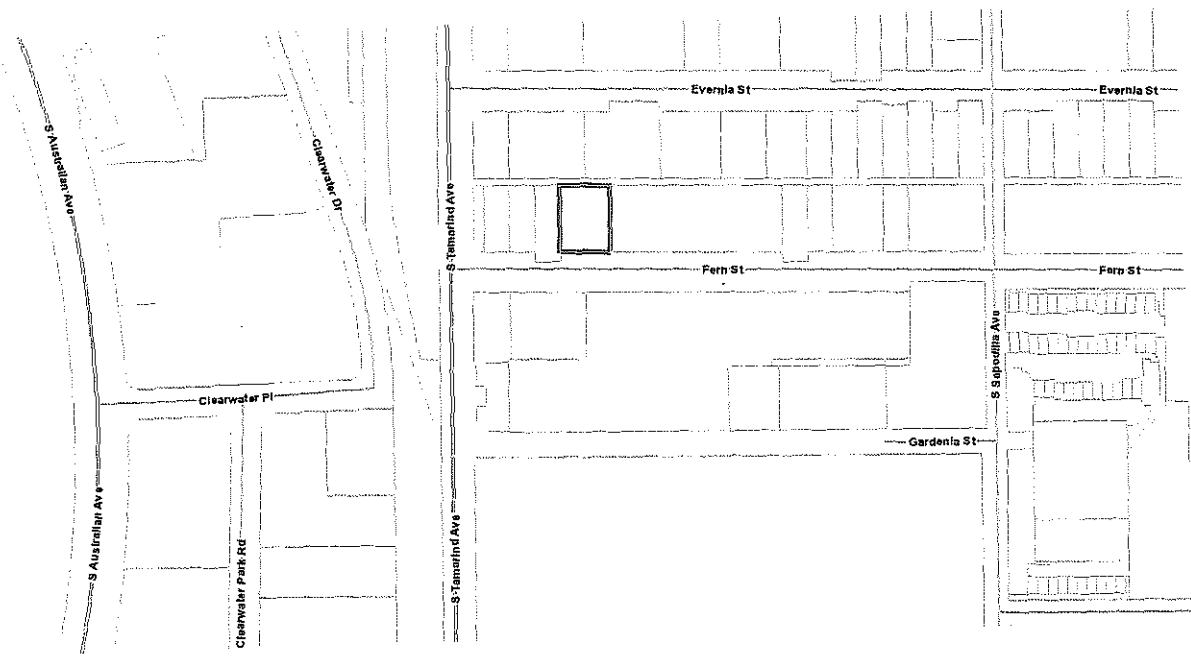 Evernia St
Evernia St
S Australian Ave
Clearwater Dr
S Tamarind Ave
Fern St
Fern St
S Sapodilla Ave
Clearwater Pl
Gardenia St
S Australian Ave
Clearwater Park Rd
S Tamarind Ave